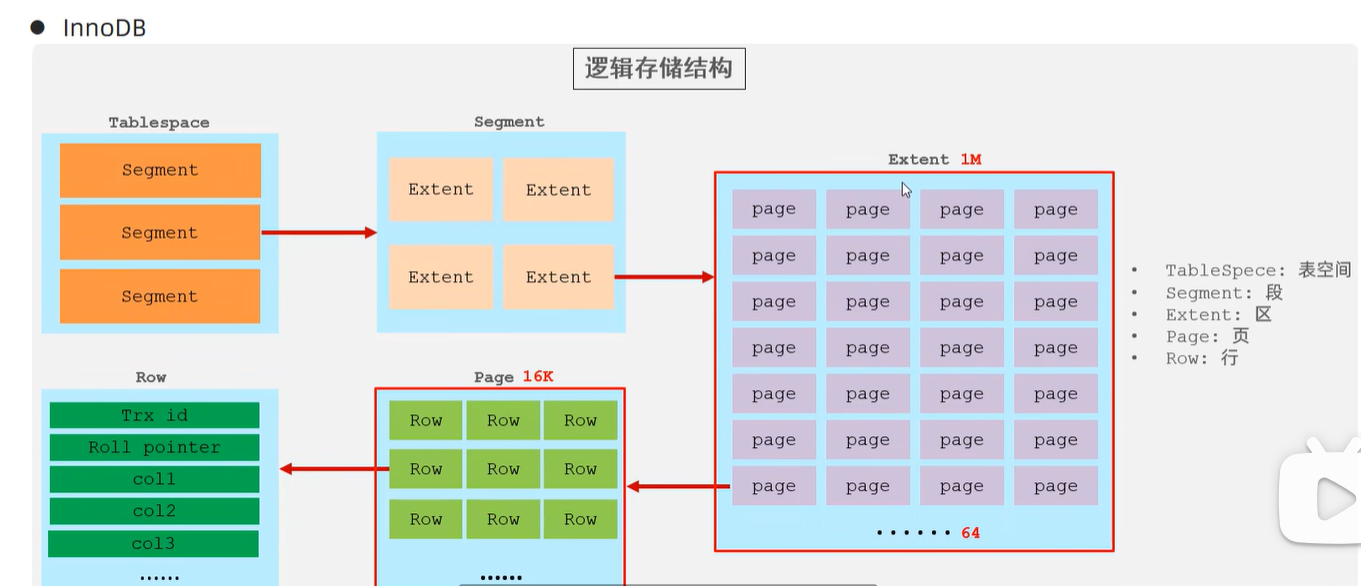 ● InnoDB
逻辑存储结构
Tablespace
Segment
Segment
Segment
Segment
Extent Extent
Extent Extent
Extent 1M
page page page page
page page page page
page page page page
page page page page
page page page page
page page page page
page page page page
······ 64
• TableSpece: 表空间
• Segment: 段
• Extent: 区
• Page: 页
• Row: 行
Row
Trx id
Roll pointer
col1
col2
col3
······
Page 16K
Row Row Row
Row Row Row
Row Row Row
······